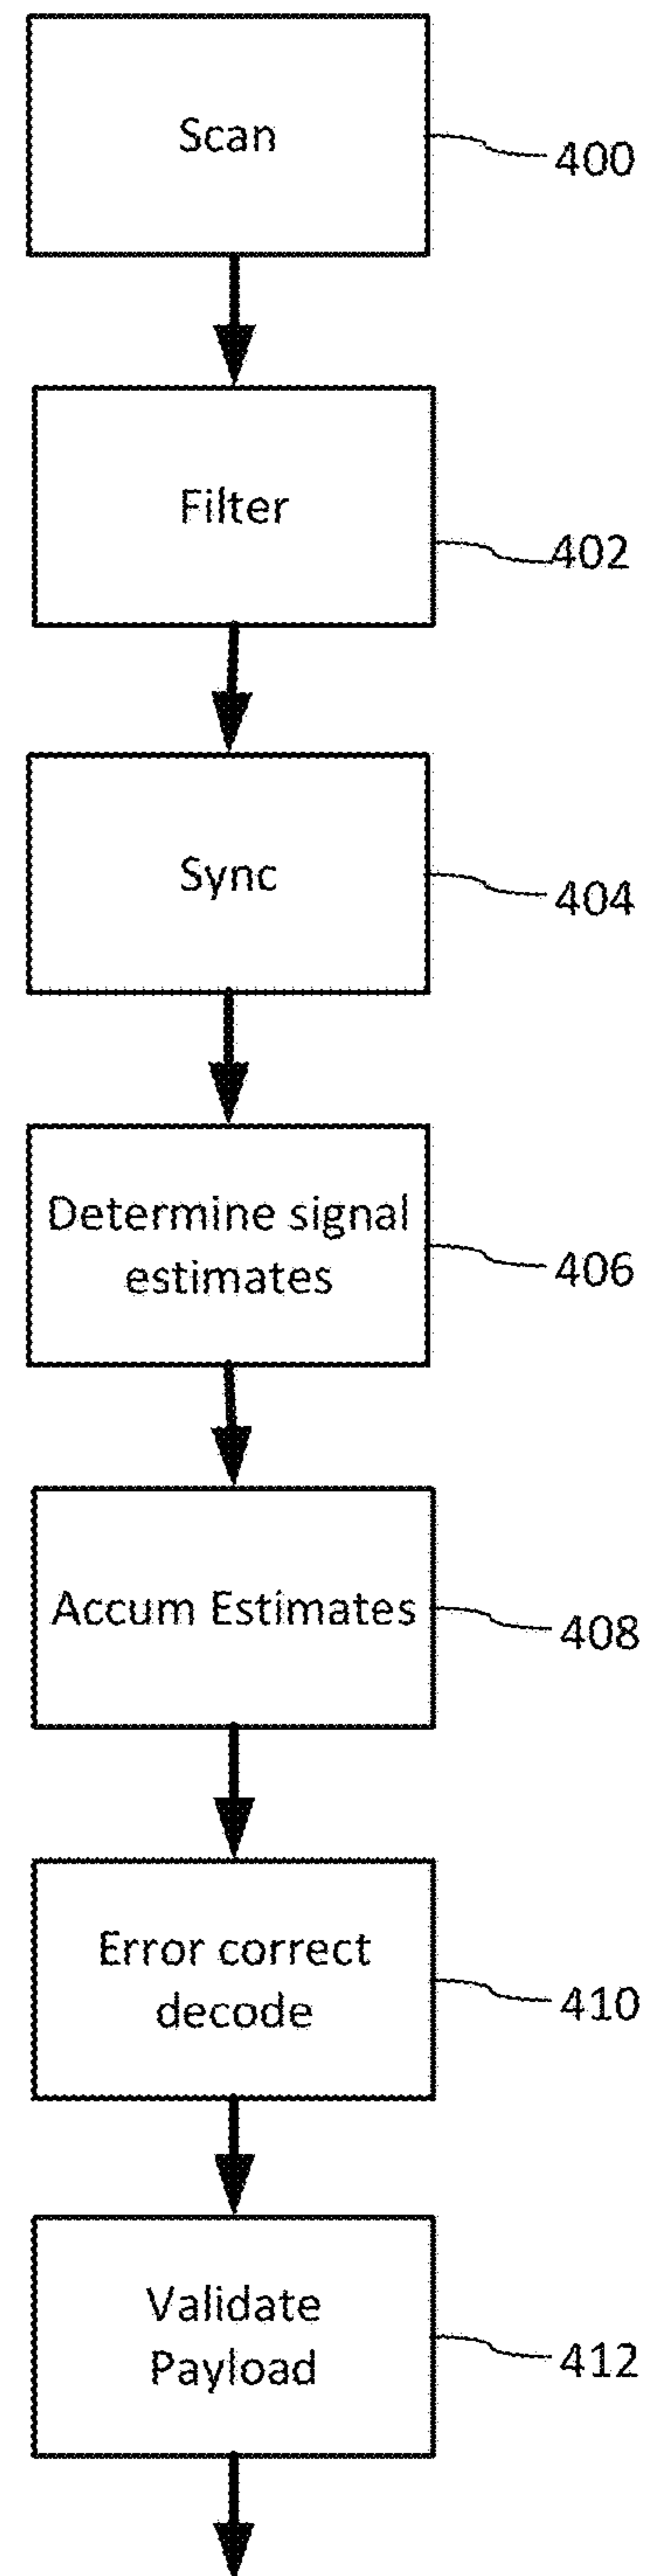 Scan
400
Filter
402
Sync
404
Determine signal
estimates
406
Accum Estimates
408
Error correct
decode
410
Validate
Payload
412